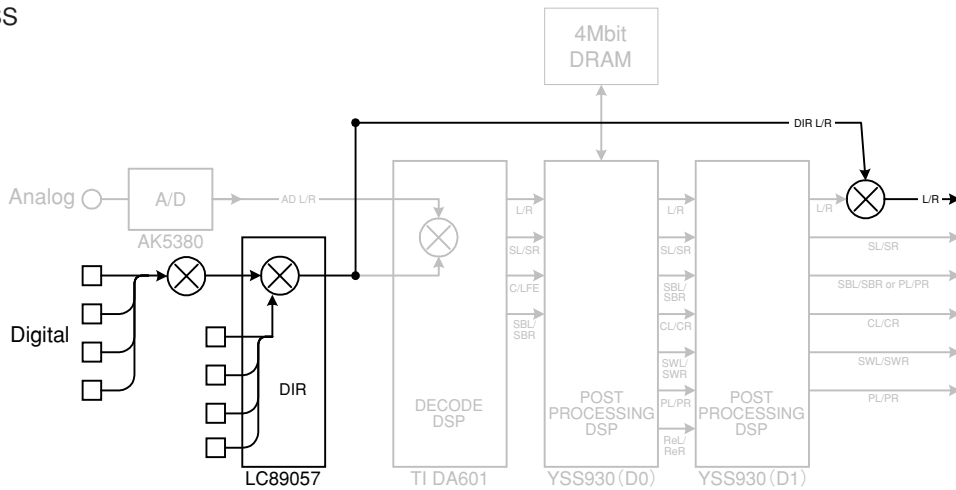 SS
4Mbit
DRAM
DIR L/R
Analog
A/D
AD L/R
AK5380
L/R
L/R
L/R
L/R
SL/SR
SL/SR
SL/SR
C/LFE
SBL/
SBR
SBL/SBR or PL/PR
SBL/
SBR
CL/CR
CL/CR
Digital
SWL/
SWR
SWL/SWR
PL/PR
PL/PR
DIR
DECODE
DSP
POST
PROCESSING
DSP
POST
PROCESSING
DSP
ReL/
ReR
LC89057
TI DA601
YSS930(D0)
YSS930(D1)